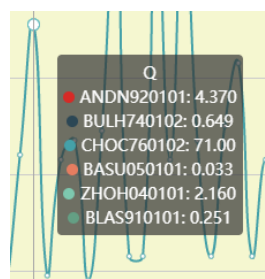 Q
ANDN920101: 4.370
BULH740102: 0.649
CHOC760102: 71.00
BASU050101: 0.033
ZHOH040101: 2.160
BLAS910101: 0.251